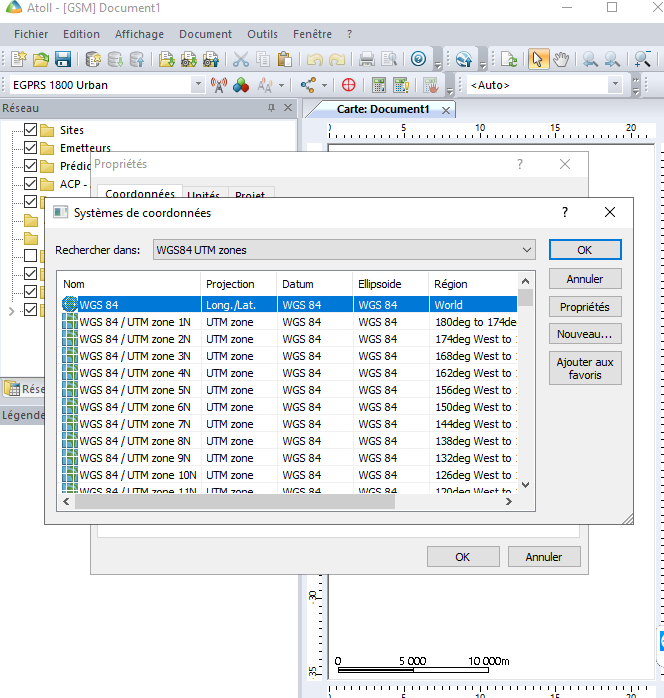 Atoll - [GSM] Document1
Fichier Edition Affichage Document Outils Fenêtre ?
EGPRS 1800 Urban
<Auto>
Réseau
Carte: Document1
Sites
Emetteurs
Prédic
ACP -
0 5 10 15 20
Propriétés ?
Coordonnées Unités Projet
Systèmes de coordonnées ?
Rechercher dans: WGS84 UTM zones OK
Annuler
Propriétés
Nouveau...
Ajouter aux
favoris
Nom Projection Datum Ellipsoide Région
WGS 84 Long./Lat. WGS 84 WGS 84 World
WGS 84 / UTM zone 1N UTM zone WGS 84 WGS 84 180deg to 174de
WGS 84 / UTM zone 2N UTM zone WGS 84 WGS 84 174deg West to
WGS 84 / UTM zone 3N UTM zone WGS 84 WGS 84 168deg West to
WGS 84 / UTM zone 4N UTM zone WGS 84 WGS 84 162deg West to
WGS 84 / UTM zone 5N UTM zone WGS 84 WGS 84 156deg West to
WGS 84 / UTM zone 6N UTM zone WGS 84 WGS 84 150deg West to
WGS 84 / UTM zone 7N UTM zone WGS 84 WGS 84 144deg West to
WGS 84 / UTM zone 8N UTM zone WGS 84 WGS 84 138deg West to
WGS 84 / UTM zone 9N UTM zone WGS 84 WGS 84 132deg West to
WGS 84 / UTM zone 10N UTM zone WGS 84 WGS 84 126deg West to
WGS 84 / UTM zone 11N UTM zone WGS 84 WGS 84 120deg West to
Rése
Légende
OK Annuler
-30
-35
0 5 000 10 000m